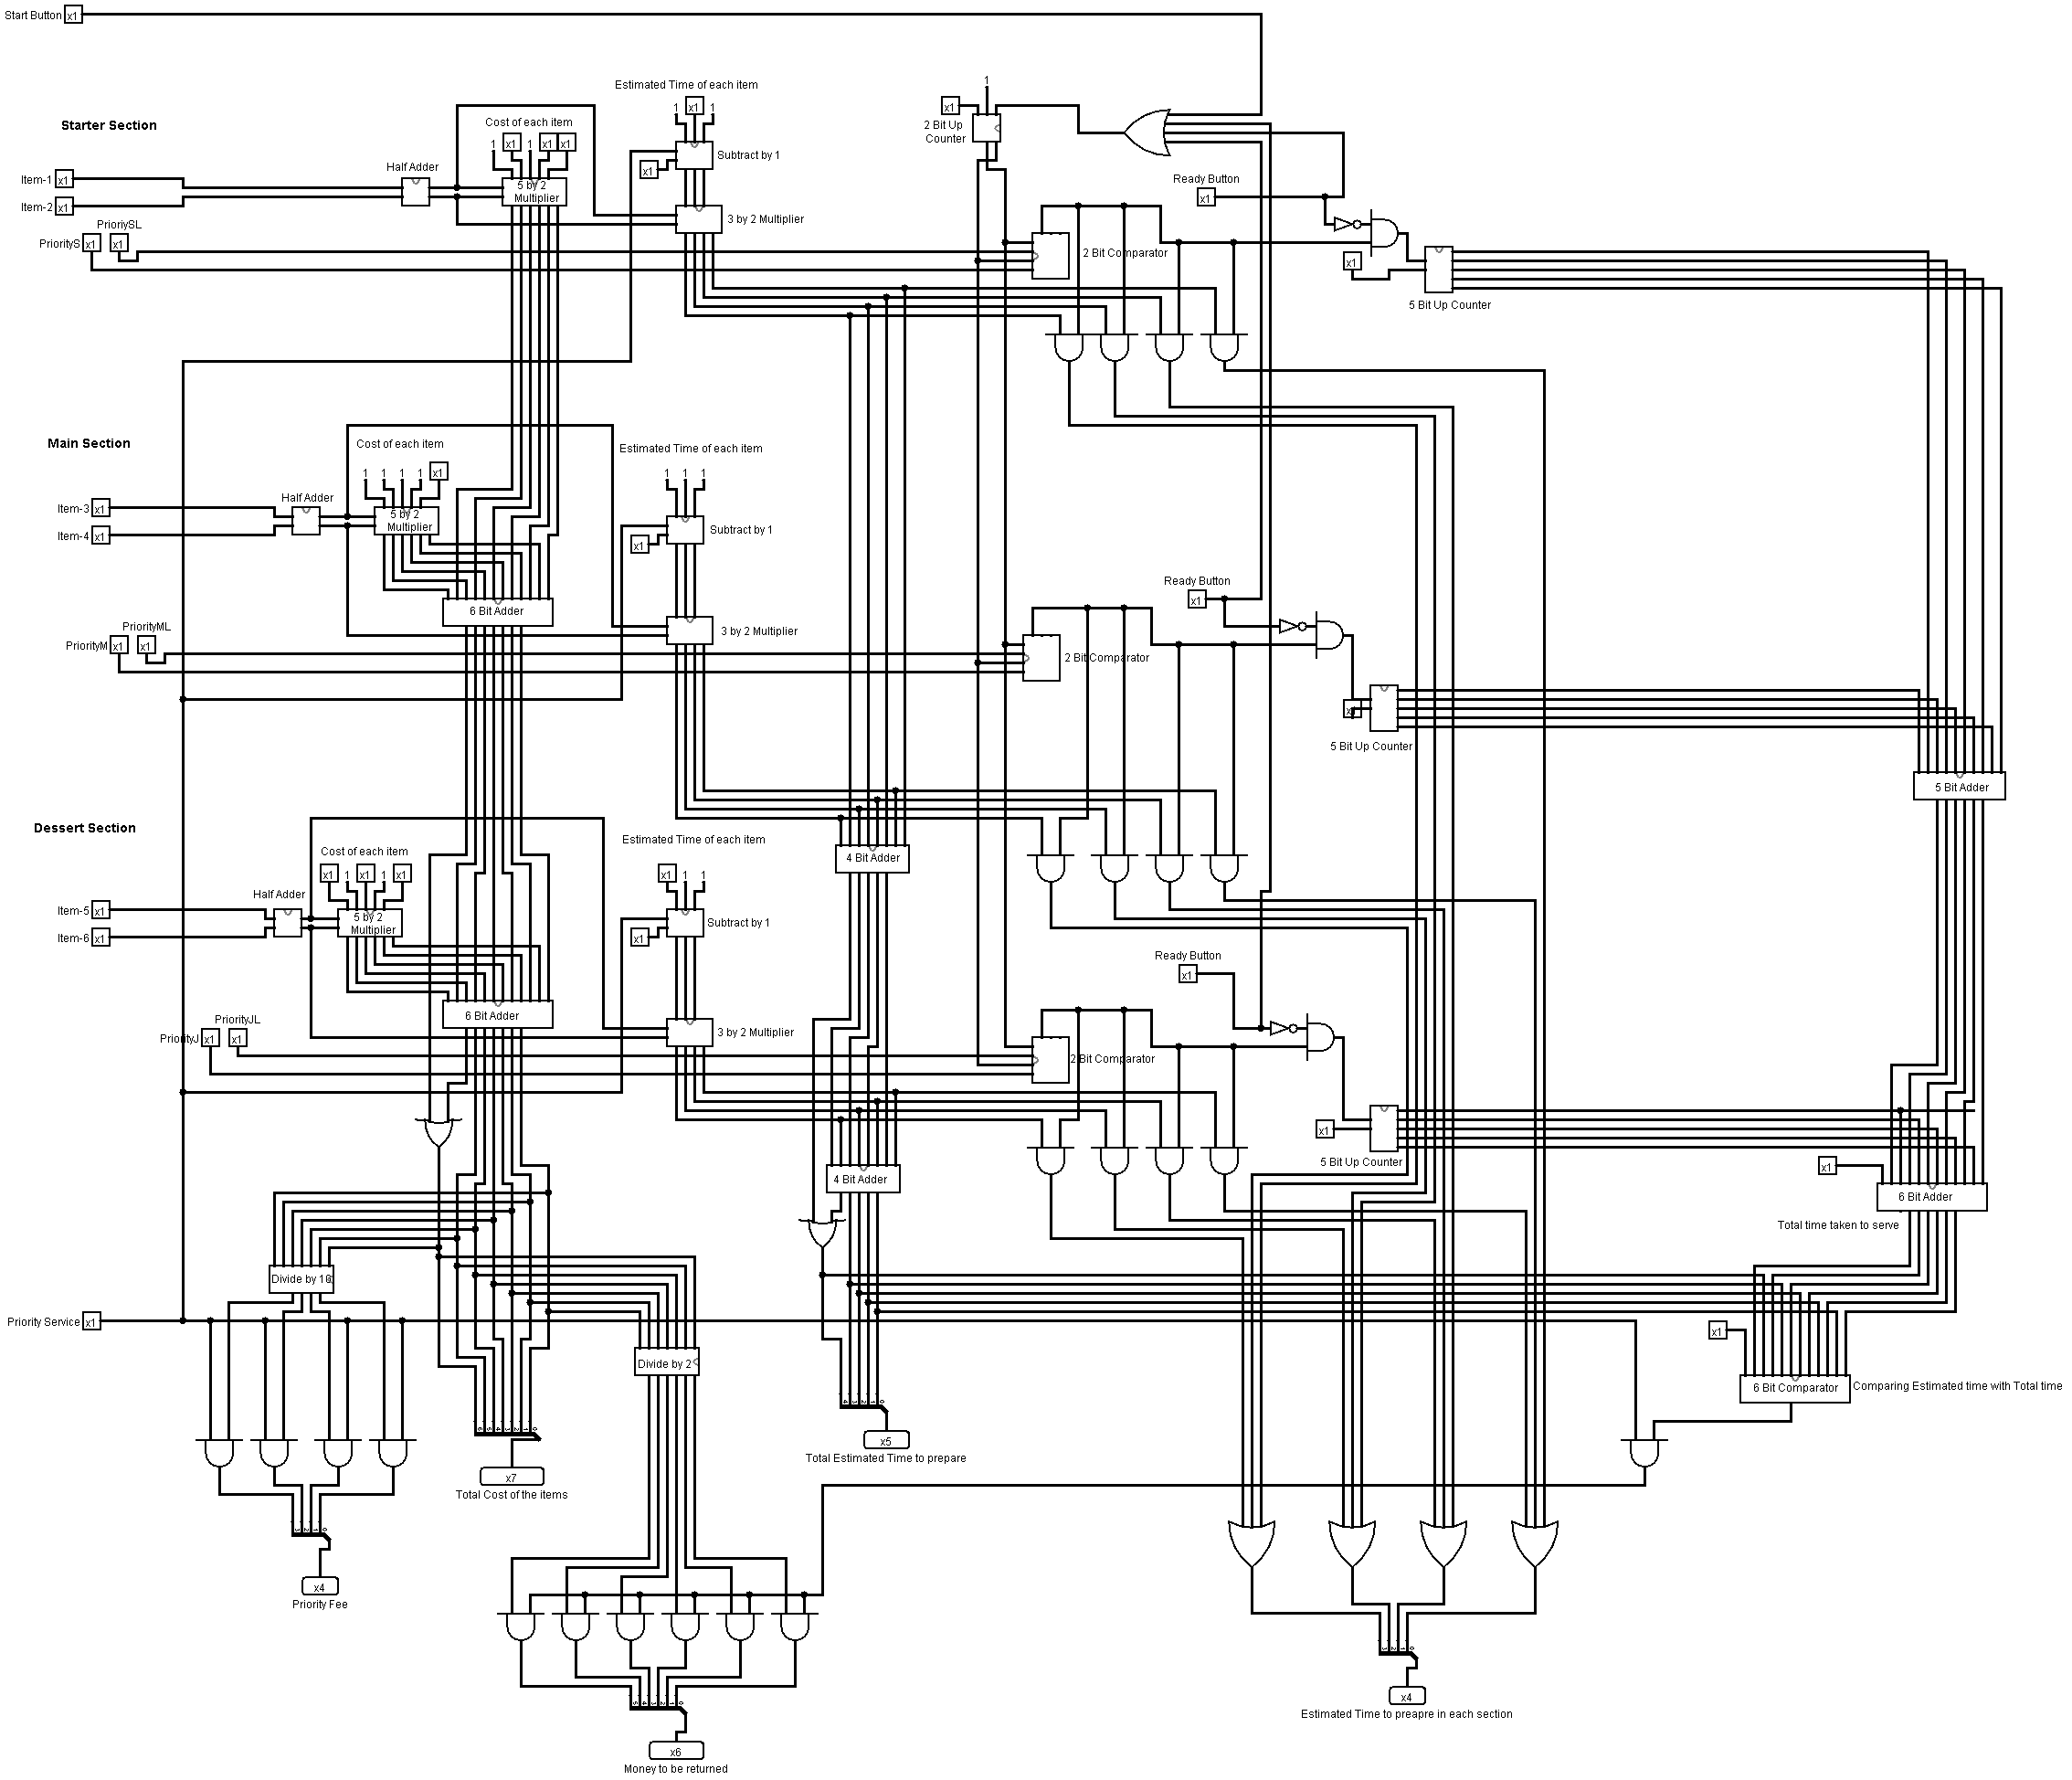 Start Button x1
Estimated Time of each item
1 x1 1
Starter Section
Cost of each item
1 x1 1 x1 x1
x1 1
2 Bit Up
Counter
Subtract by 1
x1
Half Adder
Item-1 x1
Item-2 x1
5 by 2
Multiplier
Ready Button
x1
3 by 2 Multiplier
PrioriySL
PriorityS x1 x1
2 Bit Comparator
x1
5 Bit Up Counter
Main Section
Cost of each item
1 1 1 1 x1
Estimated Time of each item
1 1 1
Half Adder
Item-3 x1
Item-4 x1
5 by 2
Multiplier
Subtract by 1
x1
Ready Button
x1
6 Bit Adder
PriorityML
PriorityM x1 x1
3 by 2 Multiplier
2 Bit Comparator
5 Bit Up Counter
5 Bit Adder
Dessert Section
Cost of each item
x1 1 x1 1 x1
Estimated Time of each item
x1 1 1
4 Bit Adder
Half Adder
Item-5 x1
Item-6 x1
5 by 2
Multiplier
Subtract by 1
x1
Ready Button
x1
6 Bit Adder
PriorityJL
PriorityJ x1 x1
3 by 2 Multiplier
2 Bit Comparator
x1
5 Bit Up Counter
4 Bit Adder
x1
6 Bit Adder
Total time taken to serve
Divide by 10
Priority Service x1
x1
Divide by 2
6 Bit Comparator
Comparing Estimated time with Total time
x5
Total Estimated Time to prepare
x7
Total Cost of the items
x4
Priority Fee
x4
Estimated Time to preapre in each section
x6
Money to be returned